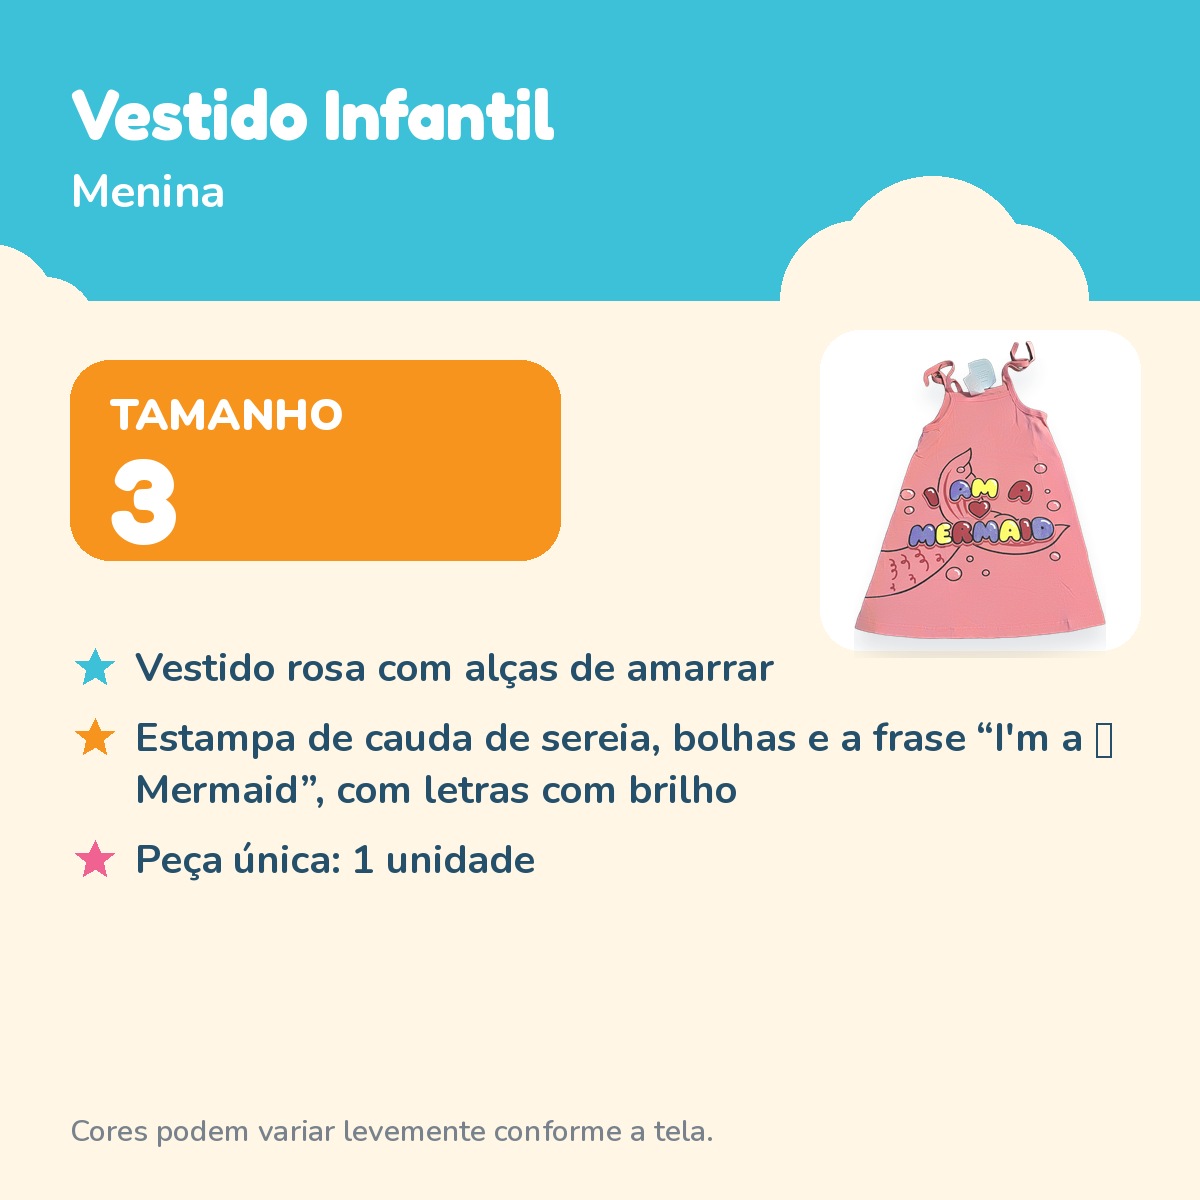 Vestido Infantil
Menina
TAMANHO
3
I AM A
MERMAID
Vestido rosa com alças de amarrar
Estampa de cauda de sereia, bolhas e a frase “I'm a ▯
Mermaid”, com letras com brilho
Peça única: 1 unidade
Cores podem variar levemente conforme a tela.